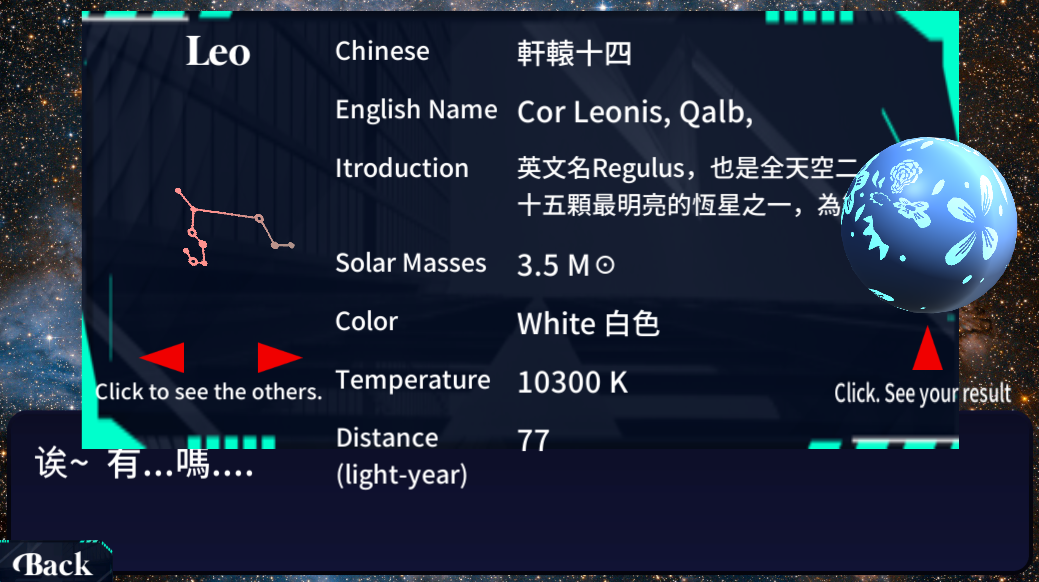 Leo
Chinese 軒轅十四
English Name Cor Leonis, Qalb,
Itroduction 英文名Regulus，也是全天空二
十五顆最明亮的恆星之一，為
Solar Masses 3.5 M☉
Color White 白色
Temperature 10300 K
Distance 77
(light-year)
Click to see the others.
Click. See your result
诶~ 有...嗎....
Back